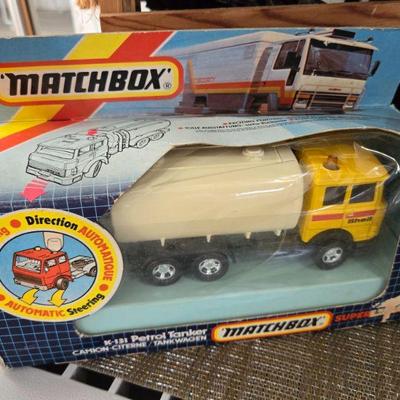 "MATCHBOX"®
Direction AUTOMATIQUE
AUTOMATIC Steering
Shell
K-131 Petrol Tanker
CAMION-CITERNE / TANKWAGEN
"MATCHBOX"
SUPER